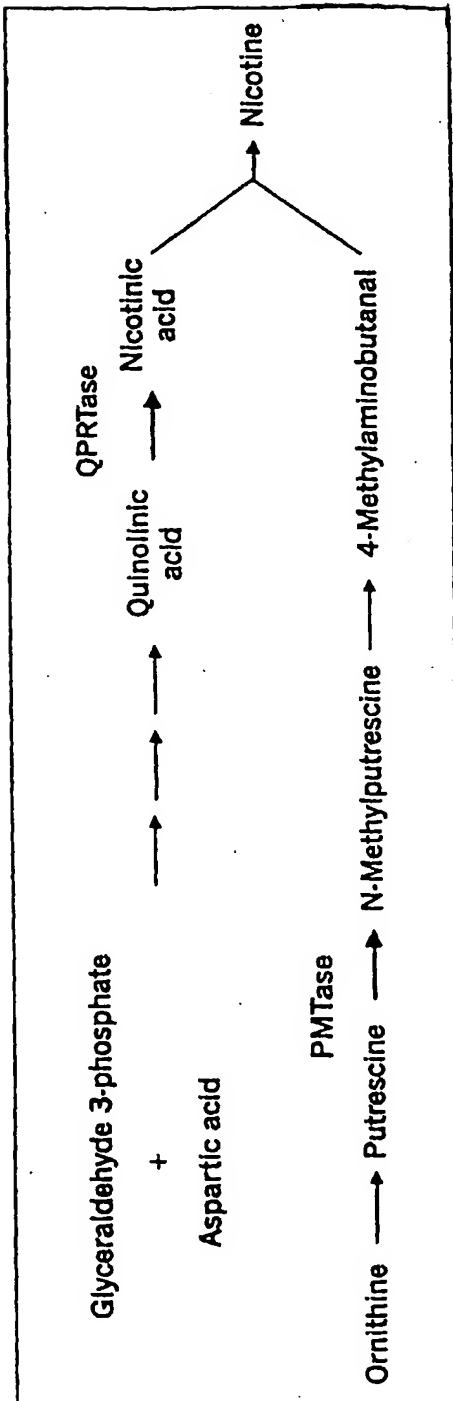 Glyceraldehyde 3-phosphate
+
Aspartic acid
Quinolinic
acid
QPRTase
Nicotinic
acid
Nicotine
PMTase
Ornithine
Putrescine
N-Methylputrescine
4-Methylaminobutanal